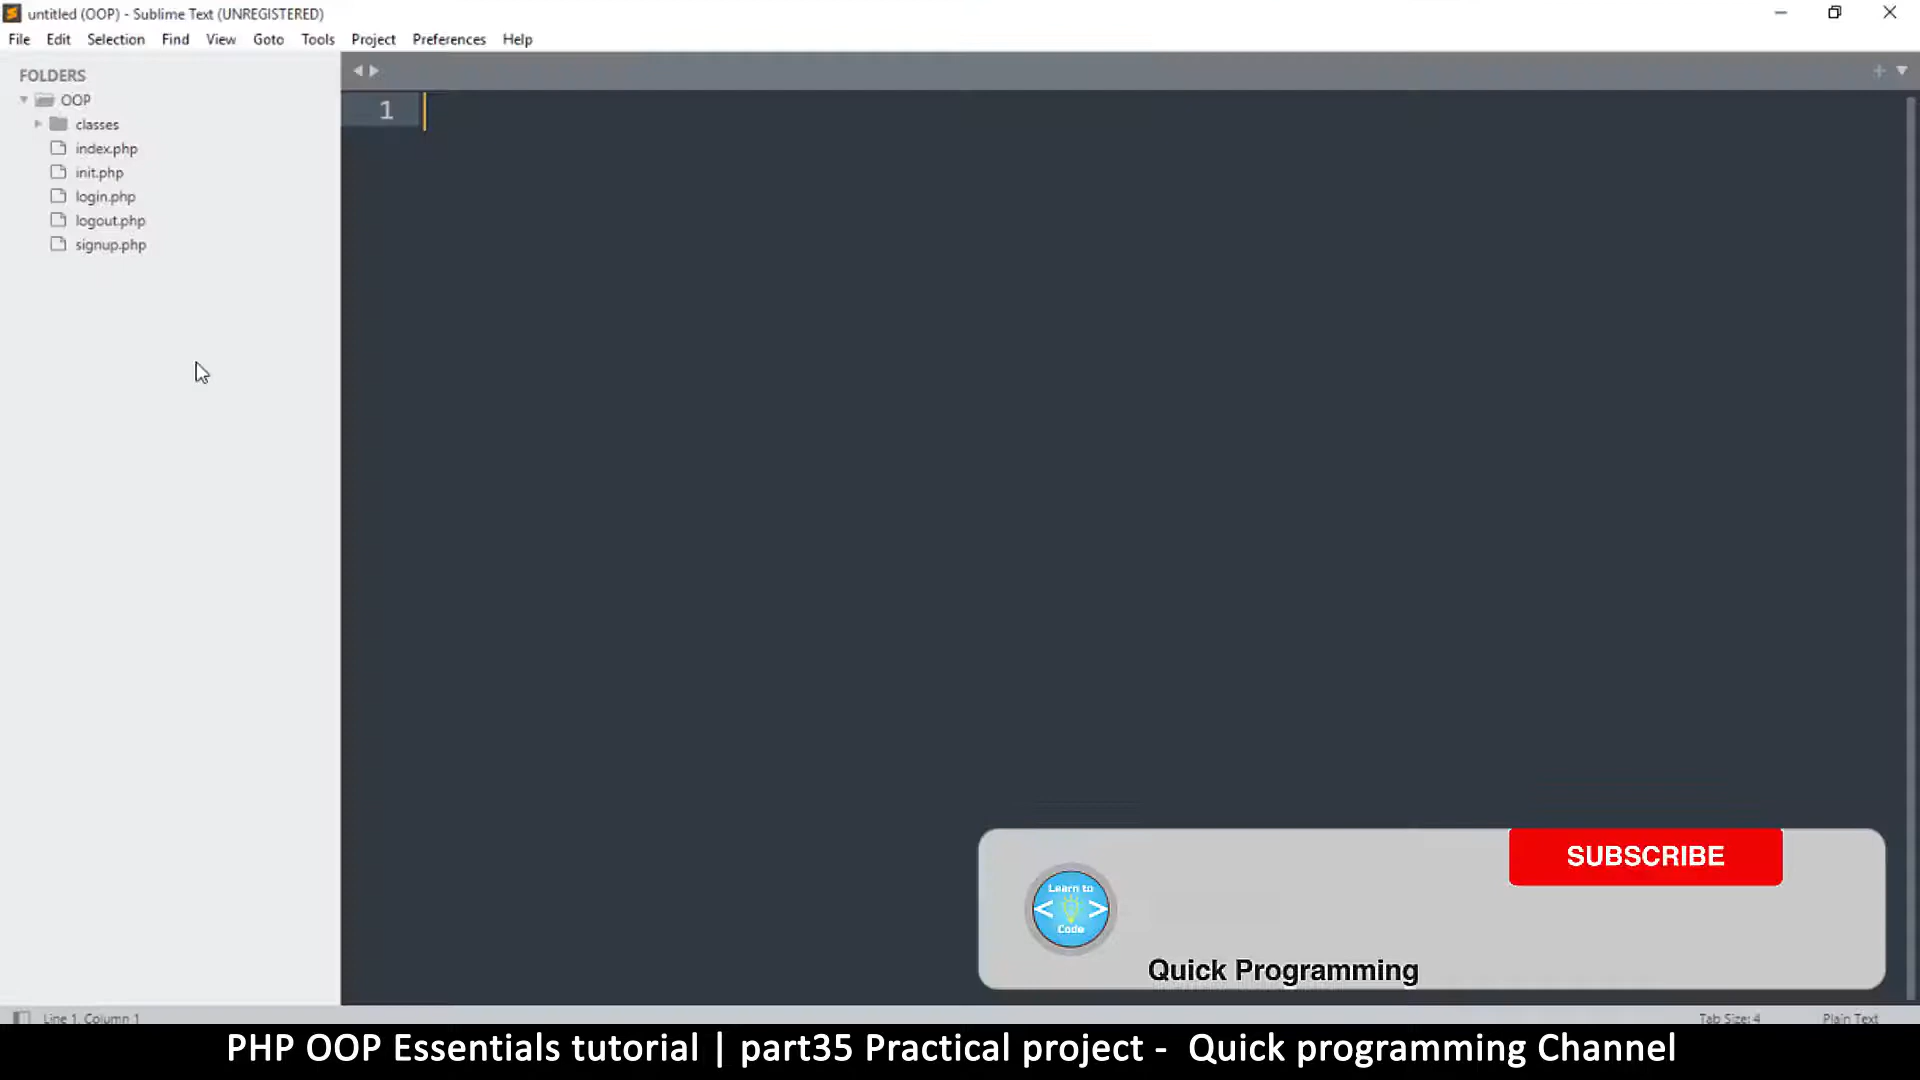 untitled (OOP) - Sublime Text (UNREGISTERED)
File Edit Selection Find View Goto Tools Project Preferences Help
FOLDERS
OOP
classes
index.php
init.php
login.php
logout.php
signup.php
1
SUBSCRIBE
Learn to
< >
Code
Quick Programming
Line 1, Column 1
Tab Size: 4
Plain Text
PHP OOP Essentials tutorial | part35 Practical project - Quick programming Channel